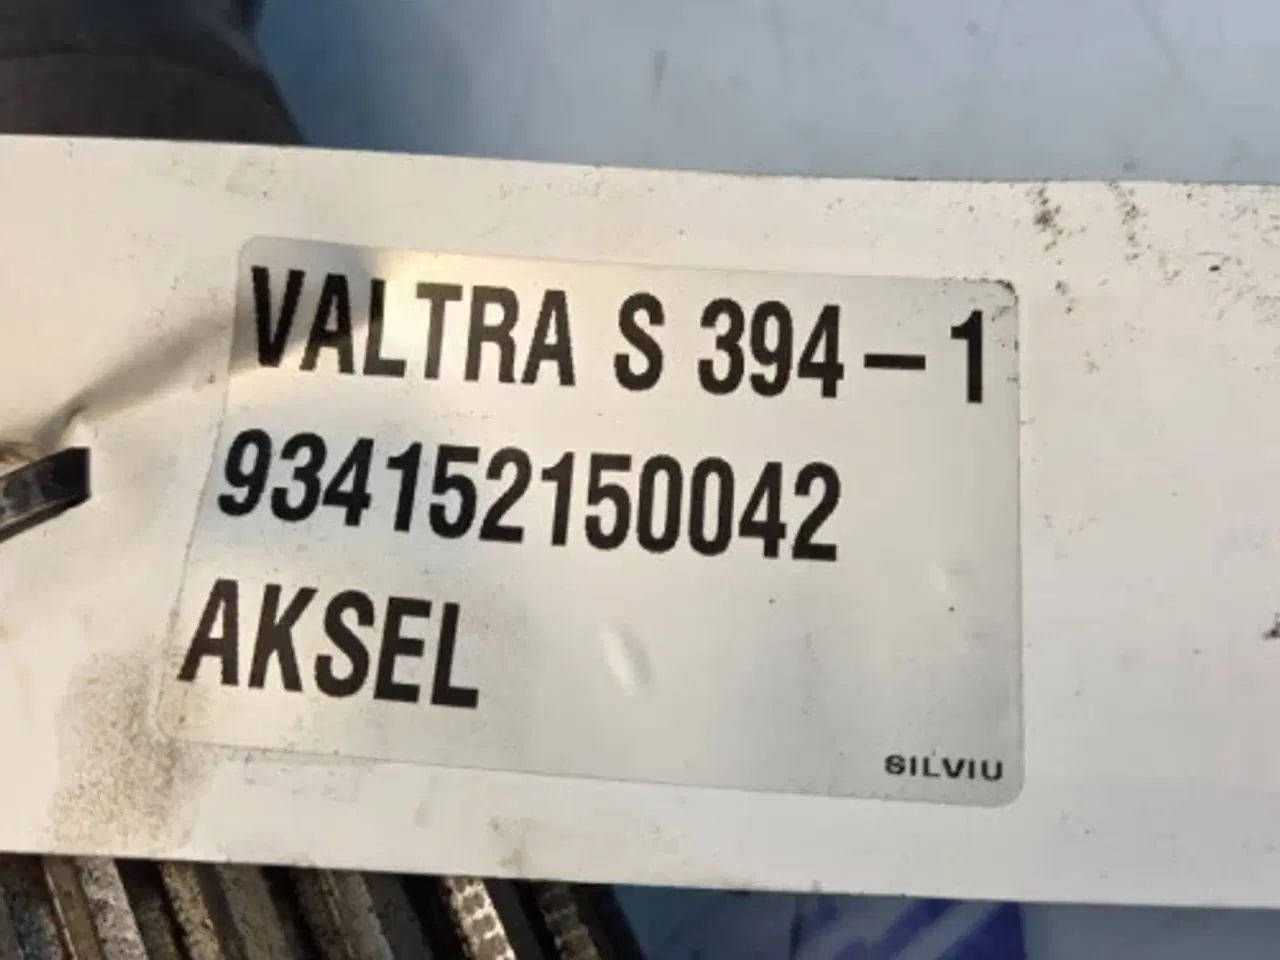 VALTRA S 394-1
934152150042
AKSEL
SILVIU